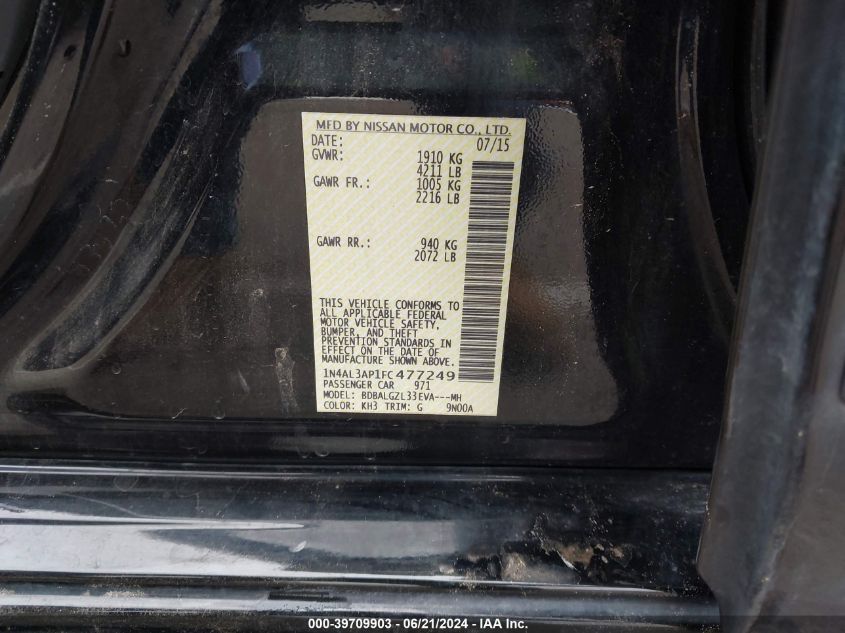 MFD BY NISSAN MOTOR CO., LTD.
DATE: 07/15
GVWR: 1910 KG
4211 LB
GAWR FR.: 1005 KG
2216 LB
GAWR RR.: 940 KG
2072 LB
THIS VEHICLE CONFORMS TO
ALL APPLICABLE FEDERAL
MOTOR VEHICLE SAFETY,
BUMPER, AND THEFT
PREVENTION STANDARDS IN
EFFECT ON THE DATE OF
MANUFACTURE SHOWN ABOVE.
1N4AL3AP1FC477249
PASSENGER CAR 971
MODEL: BDBALGZL33EVA---MH
COLOR: KH3 TRIM: G 9N00A
000-39709903 - 06/21/2024 - IAA Inc.